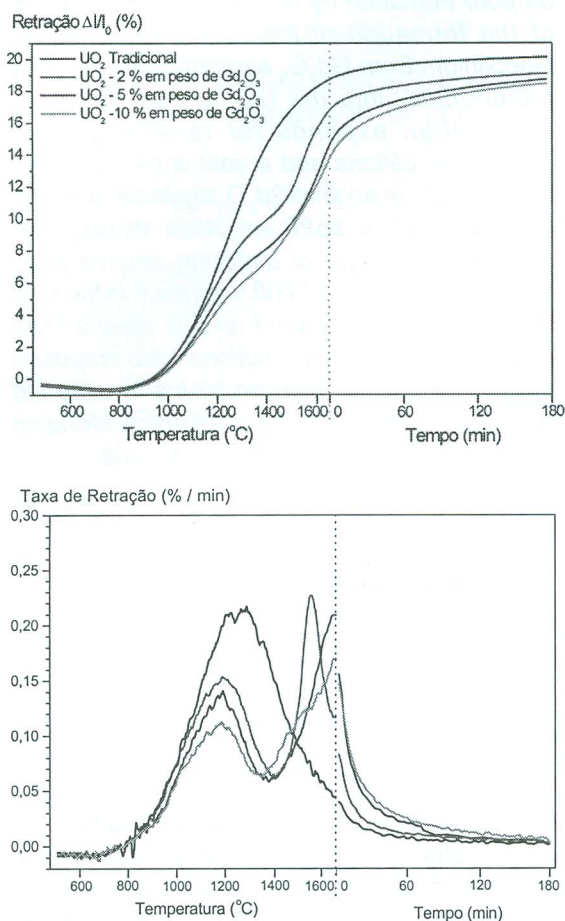 Retração Δl/l₀ (%)
20
18
16
14
12
10
8
6
4
2
0
UO₂ Tradicional
UO₂ - 2 % em peso de Gd₂O₃
UO₂ - 5 % em peso de Gd₂O₃
UO₂ -10 % em peso de Gd₂O₃
600 800 1000 1200 1400 1600 0 60 120 180
Temperatura (°C) Tempo (min)
Taxa de Retração (% / min)
0,30
0,25
0,20
0,15
0,10
0,05
0,00
600 800 1000 1200 1400 1600 0 60 120 180
Temperatura (°C) Tempo (min)